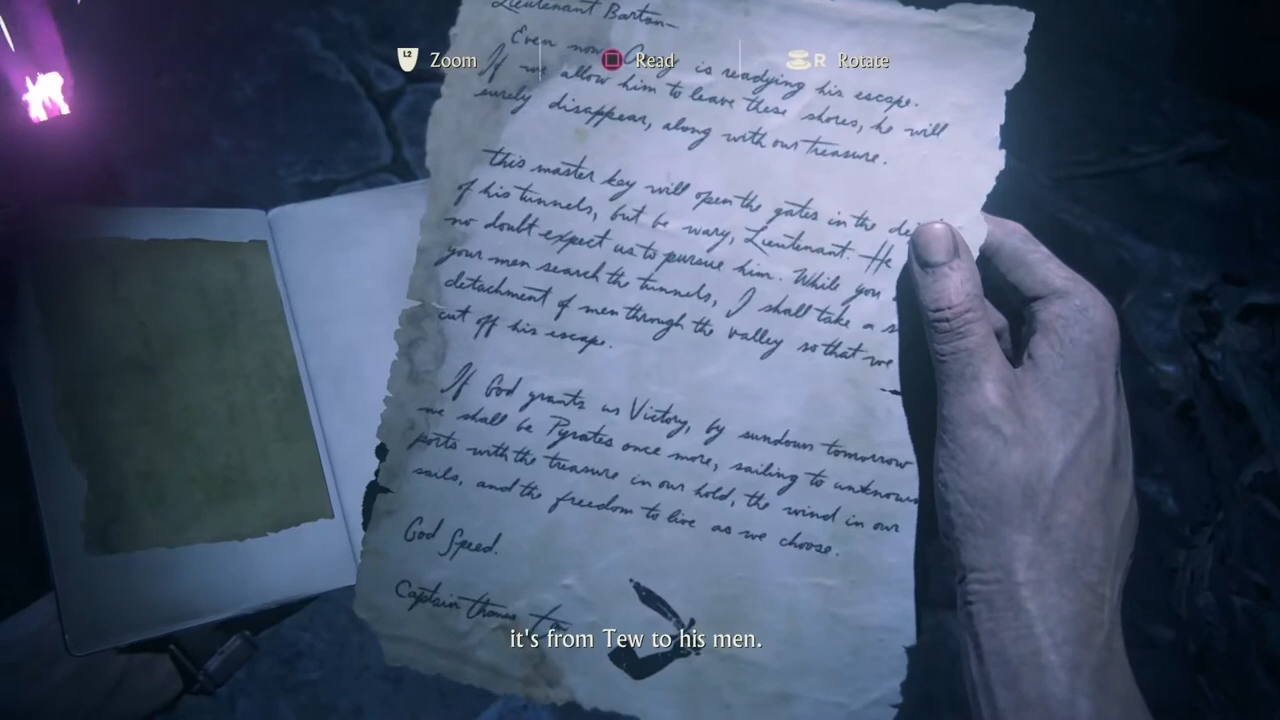 Lieutenant Barton—
L2 Zoom Read R Rotate
Even now is readying his escape.
If we allow him to leave these shores, he will
surely disappear, along with our treasure.
this master key will open the gates in the
of his tunnels, but be wary, Lieutenant. He
no doubt expect us to pursue him. While you
your men search the tunnels, I shall take a
detachment of men through the valley so that we
cut off his escape.
If God grants us Victory, by sundown tomorrow
we shall be Pyrates once more, sailing to unknown
ports with the treasure in our hold, the wind in our
sails, and the freedom to live as we choose.
God Speed.
Captain Thomas Tew
it's from Tew to his men.